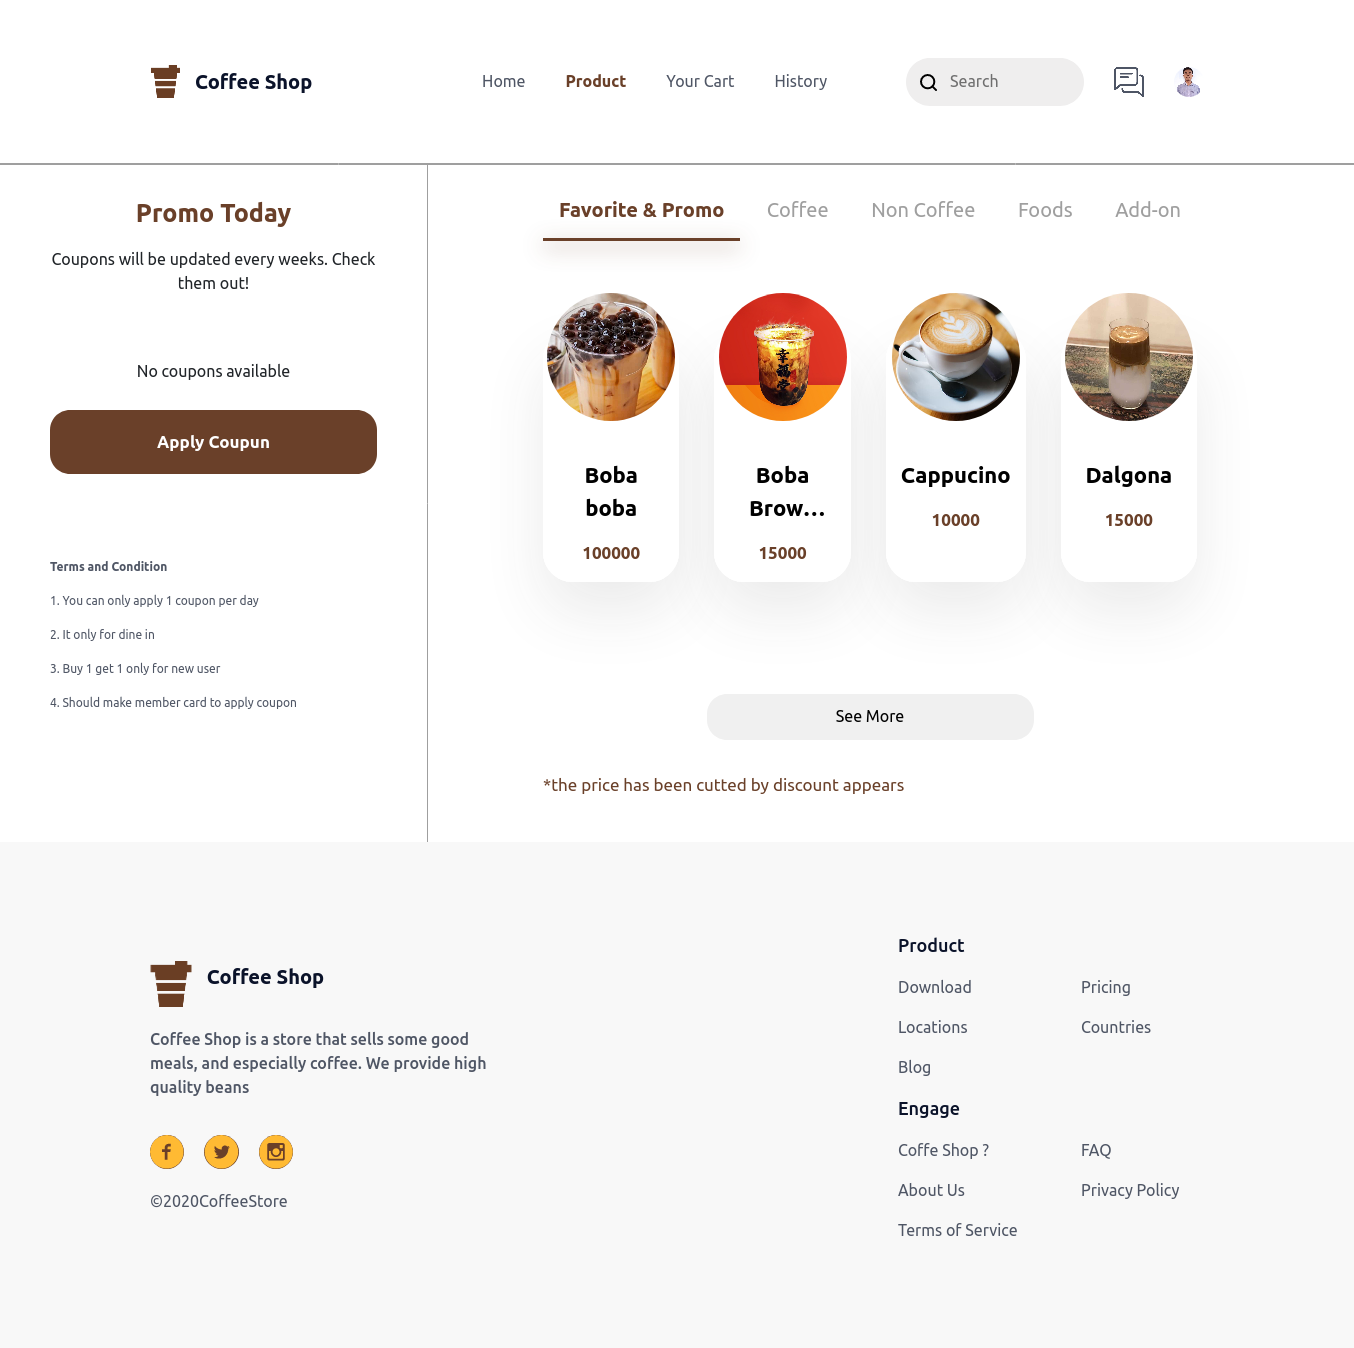 Coffee Shop
Home
Product
Your Cart
History
Search
Promo Today
Coupons will be updated every weeks. Check
them out!
No coupons available
Apply Coupun
Terms and Condition
1. You can only apply 1 coupon per day
2. It only for dine in
3. Buy 1 get 1 only for new user
4. Should make member card to apply coupon
Favorite & Promo
Coffee
Non Coffee
Foods
Add-on
幸福堂
Boba
boba
100000
Boba
Brow...
15000
Cappucino
10000
Dalgona
15000
See More
*the price has been cutted by discount appears
Coffee Shop
Coffee Shop is a store that sells some good
meals, and especially coffee. We provide high
quality beans
©2020CoffeeStore
Product
Download
Pricing
Locations
Countries
Blog
Engage
Coffe Shop ?
FAQ
About Us
Privacy Policy
Terms of Service